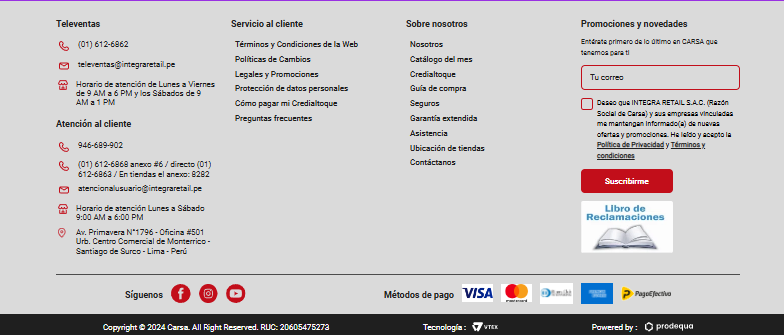 Televentas
(01) 612-6862
televentas@integraretail.pe
Horario de atención de Lunes a Viernes
de 9 AM a 6 PM y los Sábados de 9
AM a 1 PM
Atención al cliente
946-689-902
(01) 612-6868 anexo #6 / directo (01)
612-6863 / En tiendas el anexo: 8282
atencionalusuario@integraretail.pe
Horario de atención Lunes a Sábado
9:00 AM a 6:00 PM
Av. Primavera N°1796 - Oficina #501
Urb. Centro Comercial de Monterrico -
Santiago de Surco - Lima - Perú
Servicio al cliente
Términos y Condiciones de la Web
Políticas de Cambios
Legales y Promociones
Protección de datos personales
Cómo pagar mi Credialtoque
Preguntas frecuentes
Sobre nosotros
Nosotros
Catálogo del mes
Credialtoque
Guía de compra
Seguros
Garantía extendida
Asistencia
Ubicación de tiendas
Contáctanos
Promociones y novedades
Entérate primero de lo último en CARSA que
tenemos para ti
Tu correo
Deseo que INTEGRA RETAIL S.A.C. (Razón
Social de Carsa) y sus empresas vinculadas
me mantengan informado(a) de nuevas
ofertas y promociones. He leído y acepto la
Política de Privacidad y Términos y
condiciones
Suscribirme
Libro de
Reclamaciones
Síguenos
Métodos de pago
VISA
mastercard
PagoEfectivo
Copyright © 2024 Carsa. All Right Reserved. RUC: 20605475273
Tecnología :
VTEX
Powered by :
prodequa